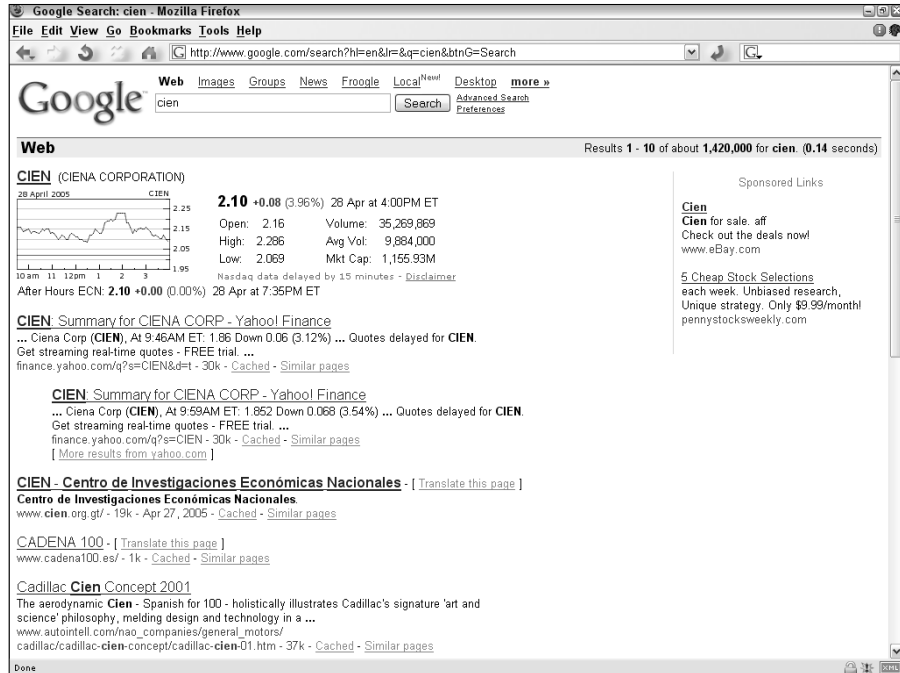 Google Search: cien - Mozilla Firefox
File Edit View Go Bookmarks Tools Help
G http://www.google.com/search?hl=en&lr=&q=cien&btnG=Search
G
Google
Web Images Groups News Froogle Local New! Desktop more »
cien
Search
Advanced Search
Preferences
Web
Results 1 - 10 of about 1,420,000 for cien. (0.14 seconds)
CIEN (CIENA CORPORATION)
28 April 2005 CIEN
2.25
2.15
2.05
1.95
10am 11 12pm 1 2 3
2.10 +0.08 (3.96%) 28 Apr at 4:00PM ET
Open: 2.16 Volume: 35,269,869
High: 2.286 Avg Vol: 9,884,000
Low: 2.069 Mkt Cap: 1,155.93M
Nasdaq data delayed by 15 minutes - Disclaimer
After Hours ECN: 2.10 +0.00 (0.00%) 28 Apr at 7:35PM ET
CIEN: Summary for CIENA CORP - Yahoo! Finance
... Ciena Corp (CIEN), At 9:46AM ET: 1.86 Down 0.06 (3.12%) ... Quotes delayed for CIEN.
Get streaming real-time quotes - FREE trial. ...
finance.yahoo.com/q?s=CIEN&d=t - 30k - Cached - Similar pages
CIEN: Summary for CIENA CORP - Yahoo! Finance
... Ciena Corp (CIEN), At 9:59AM ET: 1.852 Down 0.068 (3.54%) ... Quotes delayed for CIEN.
Get streaming real-time quotes - FREE trial. ...
finance.yahoo.com/q?s=CIEN - 30k - Cached - Similar pages
[ More results from yahoo.com ]
CIEN - Centro de Investigaciones Económicas Nacionales - [ Translate this page ]
Centro de Investigaciones Económicas Nacionales.
www.cien.org.gt/ - 19k - Apr 27, 2005 - Cached - Similar pages
CADENA 100 - [ Translate this page ]
www.cadena100.es/ - 1k - Cached - Similar pages
Cadillac Cien Concept 2001
The aerodynamic Cien - Spanish for 100 - holistically illustrates Cadillac's signature 'art and
science' philosophy, melding design and technology in a ...
www.autointell.com/nao_companies/general_motors/
cadillac/cadillac-cien-concept/cadillac-cien-01.htm - 37k - Cached - Similar pages
Sponsored Links
Cien
Cien for sale. aff
Check out the deals now!
www.eBay.com
5 Cheap Stock Selections
each week. Unbiased research,
Unique strategy. Only $9.99/month!
pennystocksweekly.com
Done
XML